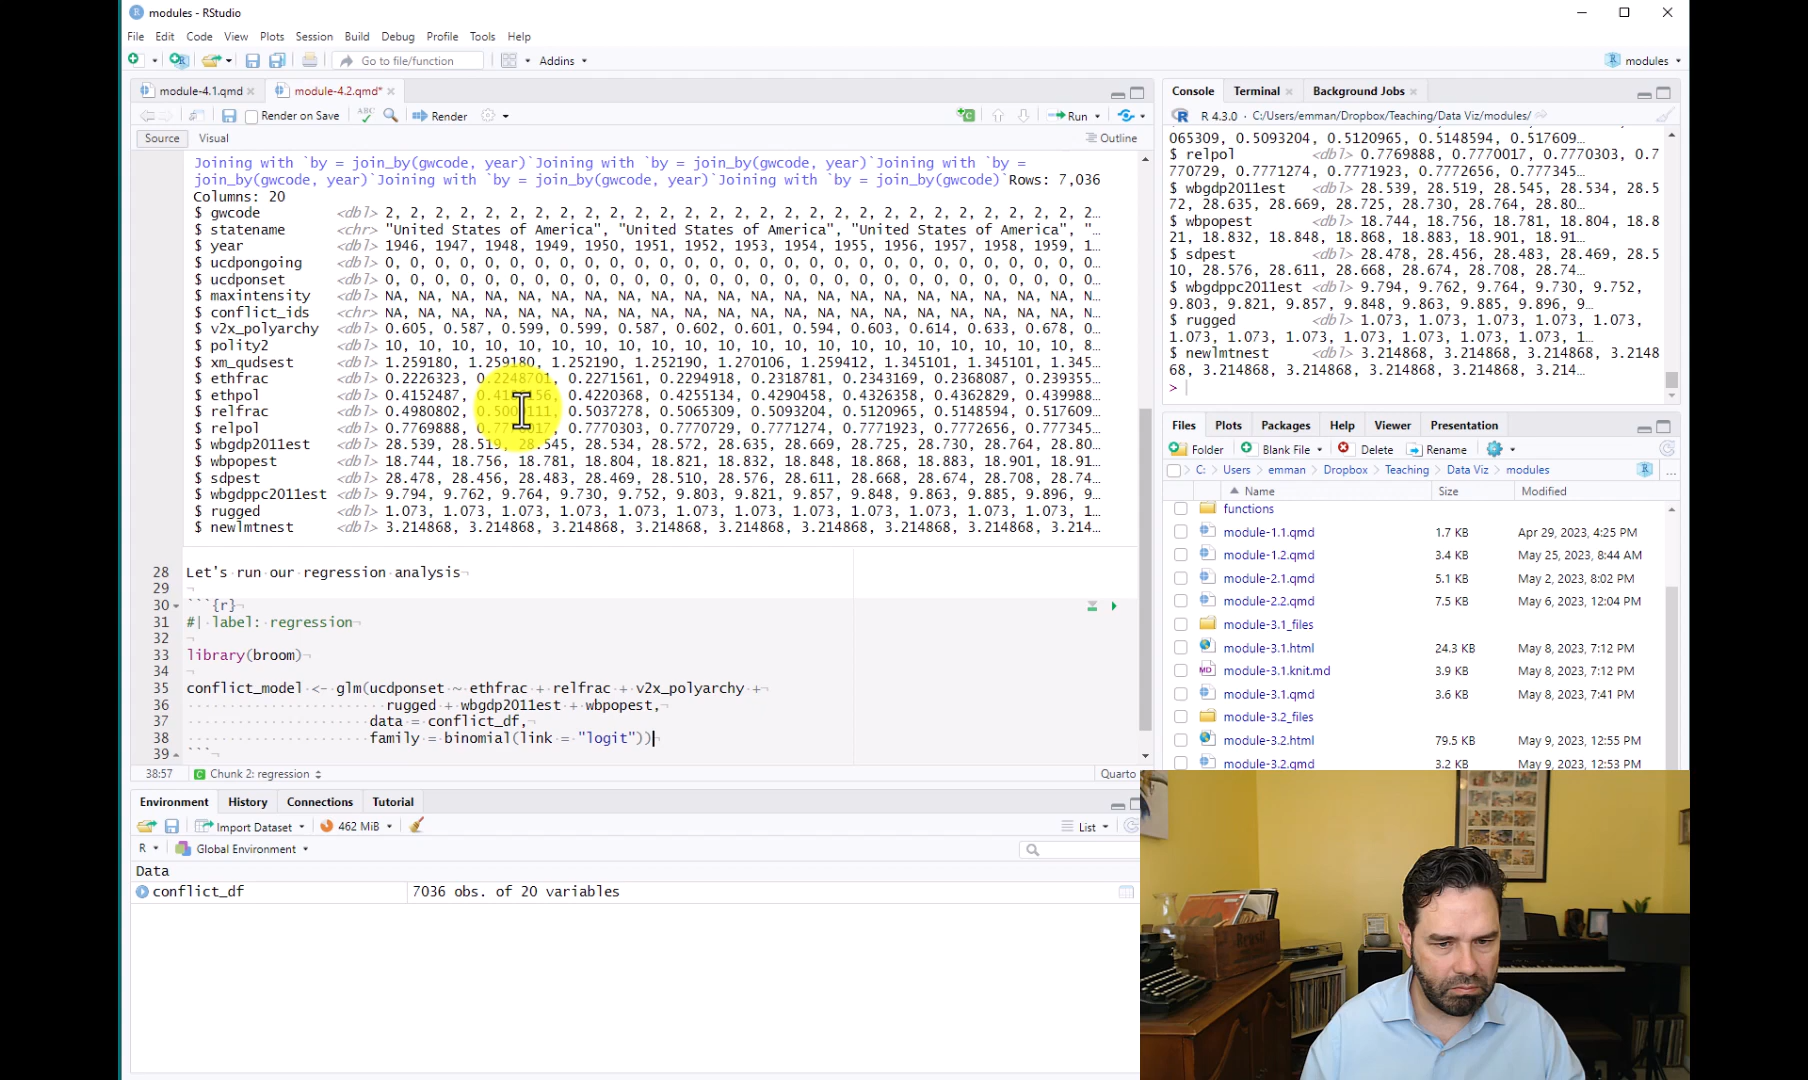 modules - RStudio
File Edit Code View Plots Session Build Debug Profile Tools Help
Go to file/function Addins modules
module-4.1.qmd module-4.2.qmd*
Render on Save Render Run
Source Visual Outline
Joining with `by = join_by(gwcode, year)`Joining with `by = join_by(gwcode, year)`Joining with `by =
join_by(gwcode, year)`Joining with `by = join_by(gwcode, year)`Joining with `by = join_by(gwcode)`Rows: 7,036
Columns: 20
$ gwcode <dbl> 2, 2, 2, 2, 2, 2, 2, 2, 2, 2, 2, 2, 2, 2, 2, 2, 2, 2, 2, 2, 2, 2, 2, 2, 2, 2, 2, 2, 2…
$ statename <chr> "United States of America", "United States of America", "United States of America", "…
$ year <dbl> 1946, 1947, 1948, 1949, 1950, 1951, 1952, 1953, 1954, 1955, 1956, 1957, 1958, 1959, 1…
$ ucdpongoing <dbl> 0, 0, 0, 0, 0, 0, 0, 0, 0, 0, 0, 0, 0, 0, 0, 0, 0, 0, 0, 0, 0, 0, 0, 0, 0, 0, 0, 0, 0…
$ ucdponset <dbl> 0, 0, 0, 0, 0, 0, 0, 0, 0, 0, 0, 0, 0, 0, 0, 0, 0, 0, 0, 0, 0, 0, 0, 0, 0, 0, 0, 0, 0…
$ maxintensity <dbl> NA, NA, NA, NA, NA, NA, NA, NA, NA, NA, NA, NA, NA, NA, NA, NA, NA, NA, NA, NA, NA, N…
$ conflict_ids <chr> NA, NA, NA, NA, NA, NA, NA, NA, NA, NA, NA, NA, NA, NA, NA, NA, NA, NA, NA, NA, NA, N…
$ v2x_polyarchy <dbl> 0.605, 0.587, 0.599, 0.599, 0.587, 0.602, 0.601, 0.594, 0.603, 0.614, 0.633, 0.678, 0…
$ polity2 <dbl> 10, 10, 10, 10, 10, 10, 10, 10, 10, 10, 10, 10, 10, 10, 10, 10, 10, 10, 10, 10, 10, 8…
$ xm_qudsest <dbl> 1.259180, 1.259180, 1.252190, 1.252190, 1.270106, 1.259412, 1.345101, 1.345101, 1.345…
$ ethfrac <dbl> 0.2226323, 0.2248701, 0.2271561, 0.2294918, 0.2318781, 0.2343169, 0.2368087, 0.239355…
$ ethpol <dbl> 0.4152487, 0.4220368, 0.4255134, 0.4290458, 0.4326358, 0.4362829, 0.439988…
$ relfrac <dbl> 0.4980802, 0.5037278, 0.5065309, 0.5093204, 0.5120965, 0.5148594, 0.517609…
$ relpol <dbl> 0.7769888, 0.7770303, 0.7770729, 0.7771274, 0.7771923, 0.7772656, 0.777345…
$ wbgdp2011est <dbl> 28.539, 28.519, 28.545, 28.534, 28.572, 28.635, 28.669, 28.725, 28.730, 28.764, 28.80…
$ wbpopest <dbl> 18.744, 18.756, 18.781, 18.804, 18.821, 18.832, 18.848, 18.868, 18.883, 18.901, 18.91…
$ sdpest <dbl> 28.478, 28.456, 28.483, 28.469, 28.510, 28.576, 28.611, 28.668, 28.674, 28.708, 28.74…
$ wbgdppc2011est <dbl> 9.794, 9.762, 9.764, 9.730, 9.752, 9.803, 9.821, 9.857, 9.848, 9.863, 9.885, 9.896, 9…
$ rugged <dbl> 1.073, 1.073, 1.073, 1.073, 1.073, 1.073, 1.073, 1.073, 1.073, 1.073, 1.073, 1.073, 1…
$ newlmtnest <dbl> 3.214868, 3.214868, 3.214868, 3.214868, 3.214868, 3.214868, 3.214868, 3.214868, 3.214…
28 Let's run our regression analysis
29
30 ```{r}
31 #| label: regression
32
33 library(broom)
34
35 conflict_model <- glm(ucdponset ~ ethfrac + relfrac + v2x_polyarchy +
36 rugged + wbgdp2011est + wbpopest,
37 data = conflict_df,
38 family = binomial(link = "logit"))
39 ```
38:57 Chunk 2: regression Quarto
Environment History Connections Tutorial
Import Dataset 462 MiB List
R Global Environment
Data
conflict_df 7036 obs. of 20 variables
Console Terminal Background Jobs
R 4.3.0 · C:/Users/emman/Dropbox/Teaching/Data Viz/modules/
065309, 0.5093204, 0.5120965, 0.5148594, 0.517609…
$ relpol <dbl> 0.7769888, 0.7770017, 0.7770303, 0.7
770729, 0.7771274, 0.7771923, 0.7772656, 0.777345…
$ wbgdp2011est <dbl> 28.539, 28.519, 28.545, 28.534, 28.5
72, 28.635, 28.669, 28.725, 28.730, 28.764, 28.80…
$ wbpopest <dbl> 18.744, 18.756, 18.781, 18.804, 18.8
21, 18.832, 18.848, 18.868, 18.883, 18.901, 18.91…
$ sdpest <dbl> 28.478, 28.456, 28.483, 28.469, 28.5
10, 28.576, 28.611, 28.668, 28.674, 28.708, 28.74…
$ wbgdppc2011est <dbl> 9.794, 9.762, 9.764, 9.730, 9.752,
9.803, 9.821, 9.857, 9.848, 9.863, 9.885, 9.896, 9…
$ rugged <dbl> 1.073, 1.073, 1.073, 1.073, 1.073,
1.073, 1.073, 1.073, 1.073, 1.073, 1.073, 1.073, 1…
$ newlmtnest <dbl> 3.214868, 3.214868, 3.214868, 3.2148
68, 3.214868, 3.214868, 3.214868, 3.214868, 3.214…
>
Files Plots Packages Help Viewer Presentation
Folder Blank File Delete Rename
C: Users emman Dropbox Teaching Data Viz modules ...
Name Size Modified
functions
module-1.1.qmd 1.7 KB Apr 29, 2023, 4:25 PM
module-1.2.qmd 3.4 KB May 25, 2023, 8:44 AM
module-2.1.qmd 5.1 KB May 2, 2023, 8:02 PM
module-2.2.qmd 7.5 KB May 6, 2023, 12:04 PM
module-3.1_files
module-3.1.html 24.3 KB May 8, 2023, 7:12 PM
module-3.1.knit.md 3.9 KB May 8, 2023, 7:12 PM
module-3.1.qmd 3.6 KB May 8, 2023, 7:41 PM
module-3.2_files
module-3.2.html 79.5 KB May 9, 2023, 12:55 PM
module-3.2.qmd 3.2 KB May 9, 2023, 12:53 PM